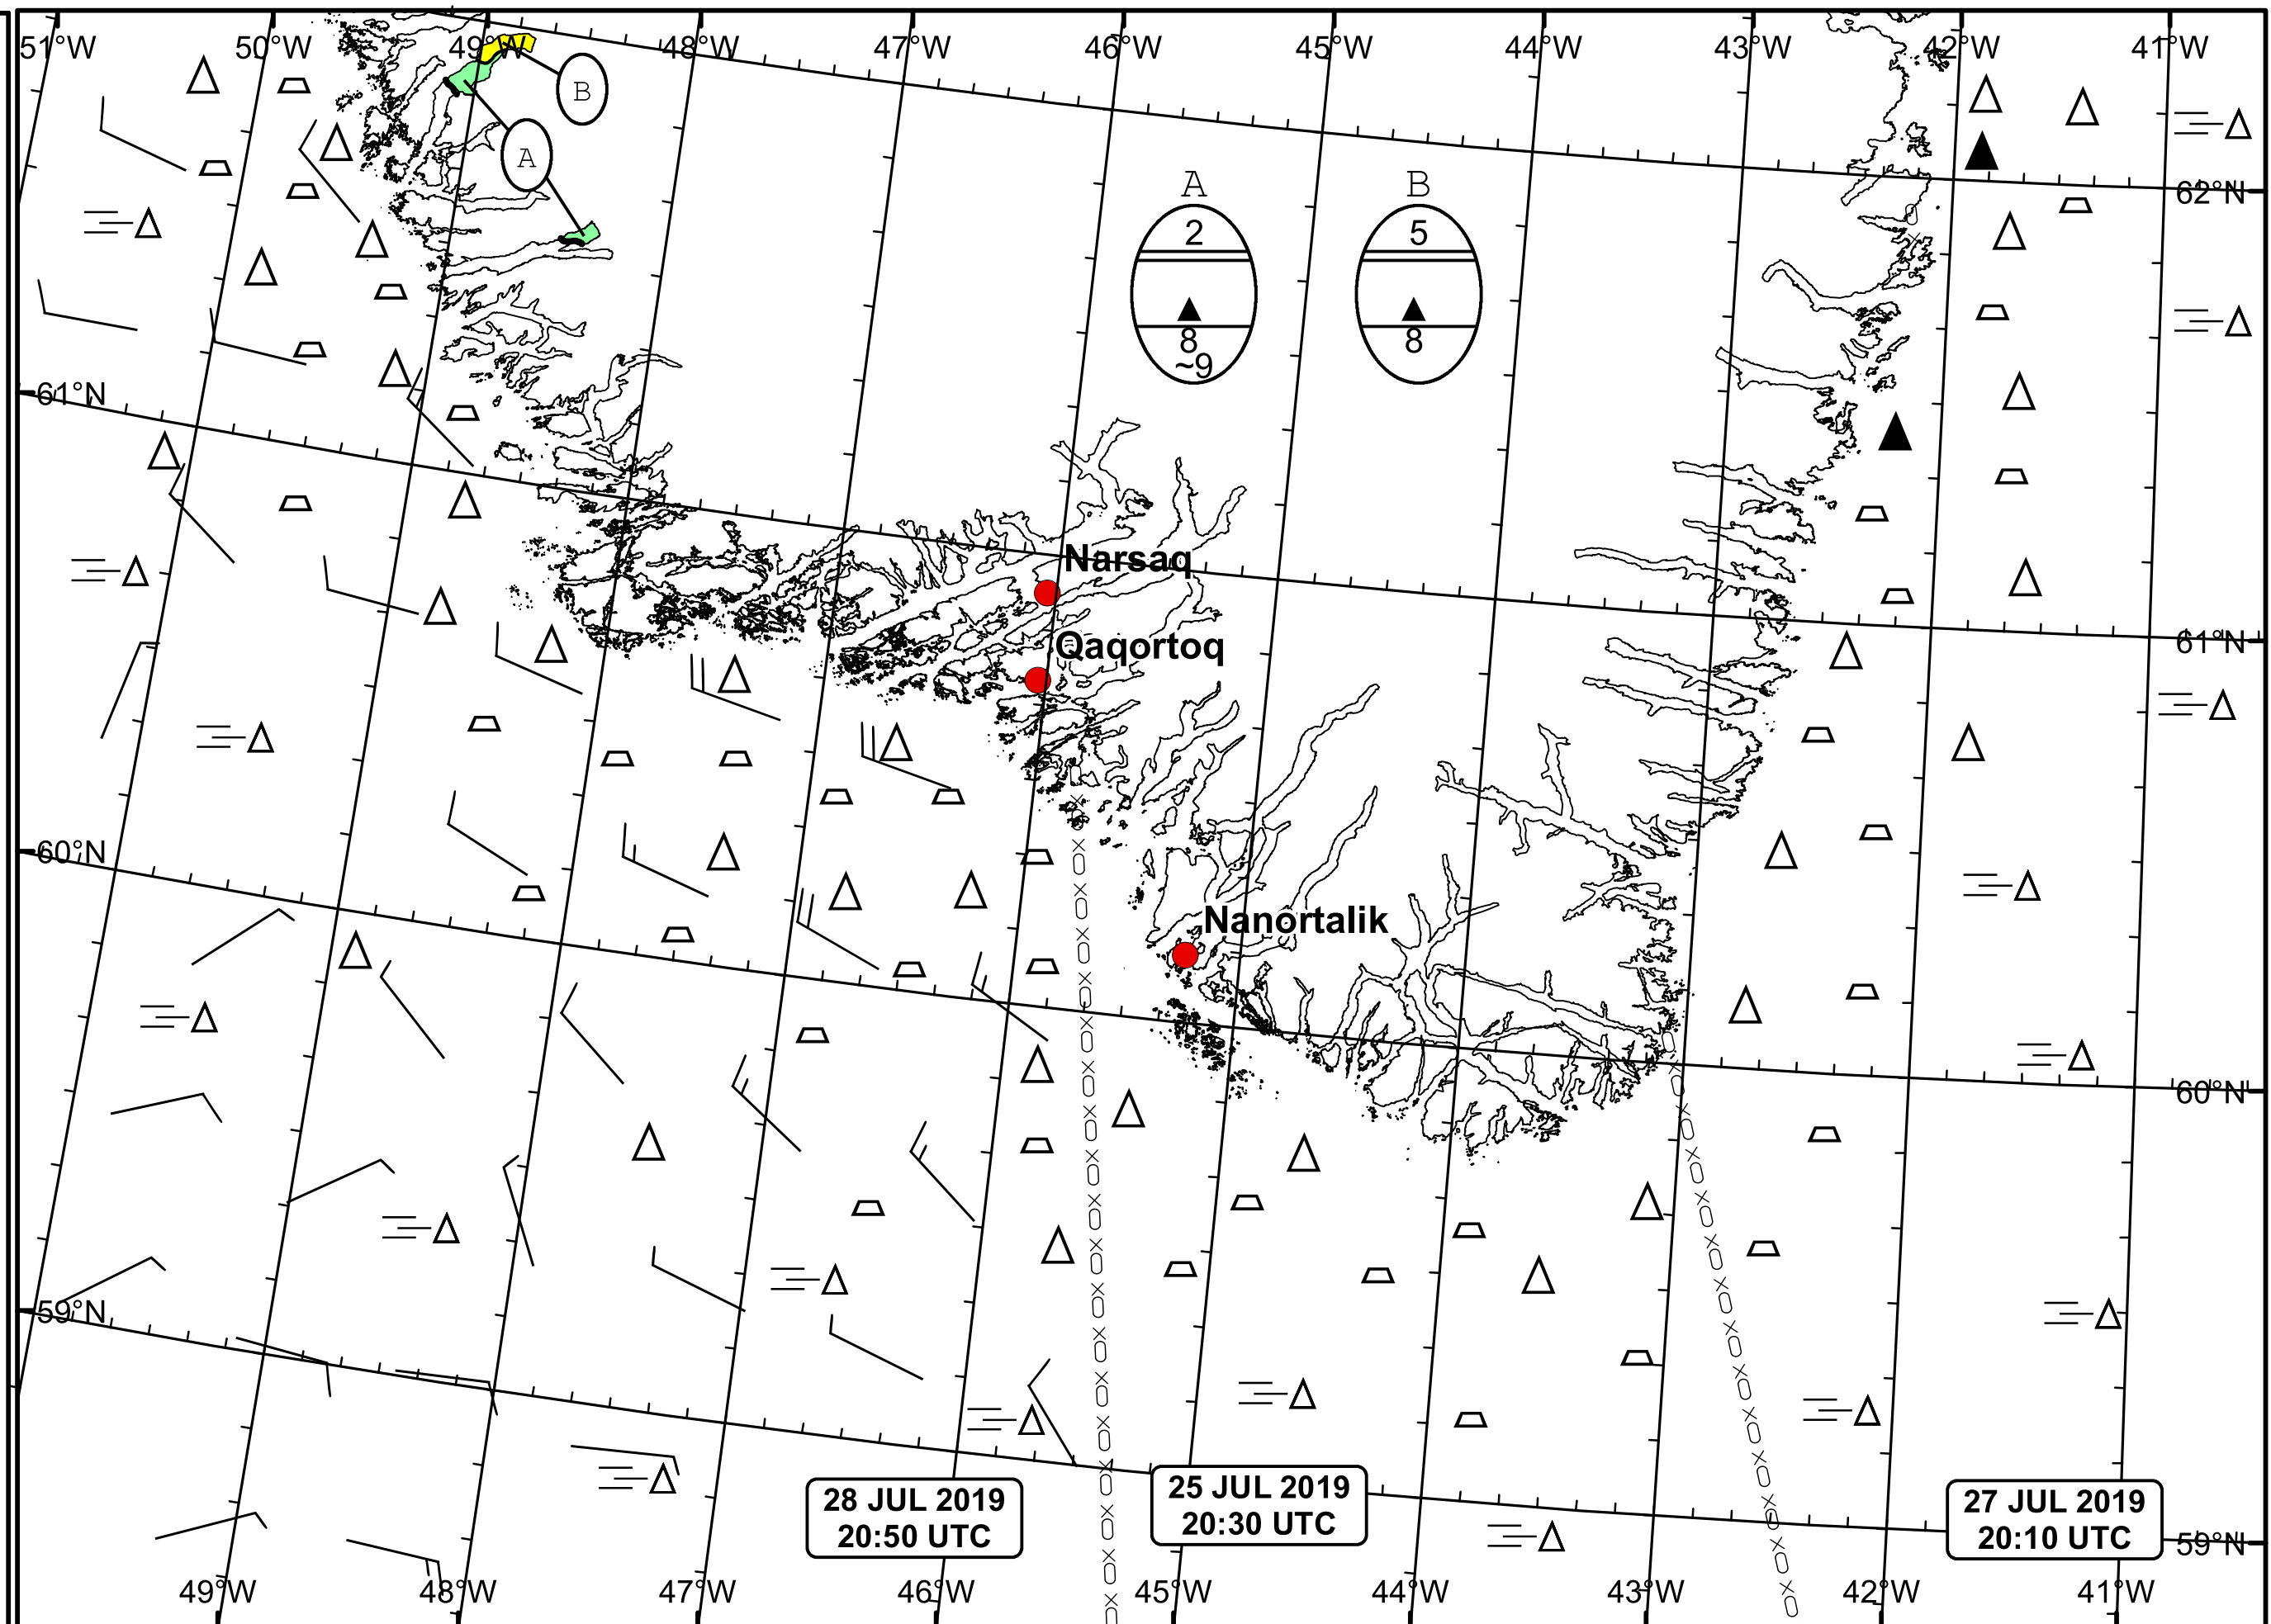 51°W 50°W 49°W 48°W 47°W 46°W 45°W 44°W 43°W 42°W 41°W
B
A
A B
2 5
62°N
8 8
~9
61°N
Narsaq
61°N
Qaqortoq
60°N
Nanortalik
60°N
59°N
28 JUL 2019
20:50 UTC
25 JUL 2019
20:30 UTC
27 JUL 2019
20:10 UTC
59°N
49°W 48°W 47°W 46°W 45°W 44°W 43°W 42°W 41°W